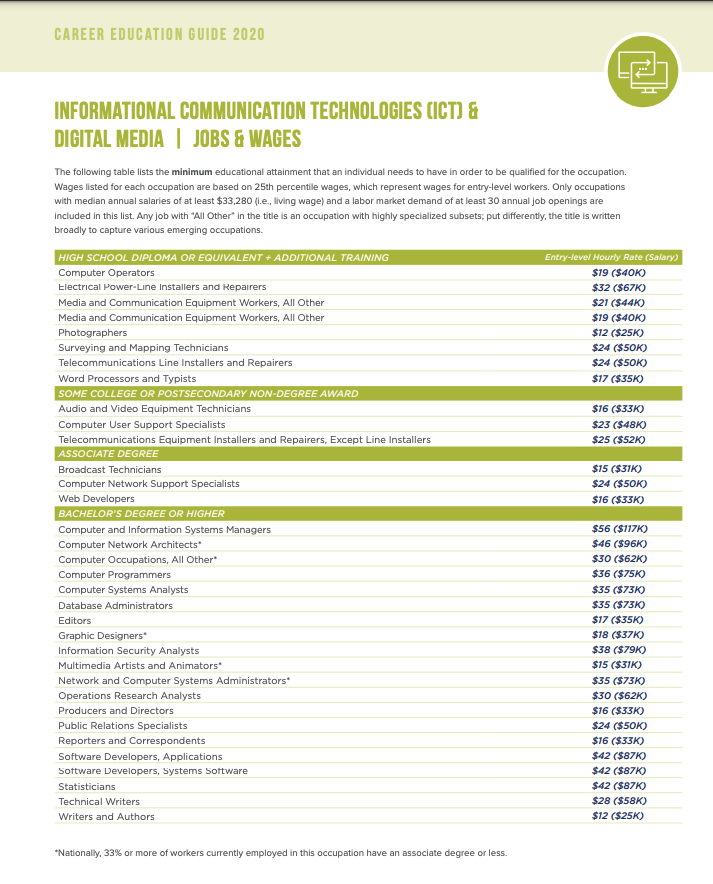 CAREER EDUCATION GUIDE 2020
INFORMATIONAL COMMUNICATION TECHNOLOGIES (ICT) &
DIGITAL MEDIA | JOBS & WAGES
The following table lists the minimum educational attainment that an individual needs to have in order to be qualified for the occupation.
Wages listed for each occupation are based on 25th percentile wages, which represent wages for entry-level workers. Only occupations
with median annual salaries of at least $33,280 (i.e., living wage) and a labor market demand of at least 30 annual job openings are
included in this list. Any job with “All Other” in the title is an occupation with highly specialized subsets; put differently, the title is written
broadly to capture various emerging occupations.
HIGH SCHOOL DIPLOMA OR EQUIVALENT + ADDITIONAL TRAINING Entry-level Hourly Rate (Salary)
Computer Operators $19 ($40K)
Electrical Power-Line Installers and Repairers $32 ($67K)
Media and Communication Equipment Workers, All Other $21 ($44K)
Media and Communication Equipment Workers, All Other $19 ($40K)
Photographers $12 ($25K)
Surveying and Mapping Technicians $24 ($50K)
Telecommunications Line Installers and Repairers $24 ($50K)
Word Processors and Typists $17 ($35K)
SOME COLLEGE OR POSTSECONDARY NON-DEGREE AWARD
Audio and Video Equipment Technicians $16 ($33K)
Computer User Support Specialists $23 ($48K)
Telecommunications Equipment Installers and Repairers, Except Line Installers $25 ($52K)
ASSOCIATE DEGREE
Broadcast Technicians $15 ($31K)
Computer Network Support Specialists $24 ($50K)
Web Developers $16 ($33K)
BACHELOR'S DEGREE OR HIGHER
Computer and Information Systems Managers $56 ($117K)
Computer Network Architects* $46 ($96K)
Computer Occupations, All Other* $30 ($62K)
Computer Programmers $36 ($75K)
Computer Systems Analysts $35 ($73K)
Database Administrators $35 ($73K)
Editors $17 ($35K)
Graphic Designers* $18 ($37K)
Information Security Analysts $38 ($79K)
Multimedia Artists and Animators* $15 ($31K)
Network and Computer Systems Administrators* $35 ($73K)
Operations Research Analysts $30 ($62K)
Producers and Directors $16 ($33K)
Public Relations Specialists $24 ($50K)
Reporters and Correspondents $16 ($33K)
Software Developers, Applications $42 ($87K)
Software Developers, Systems Software $42 ($87K)
Statisticians $42 ($87K)
Technical Writers $28 ($58K)
Writers and Authors $12 ($25K)
*Nationally, 33% or more of workers currently employed in this occupation have an associate degree or less.